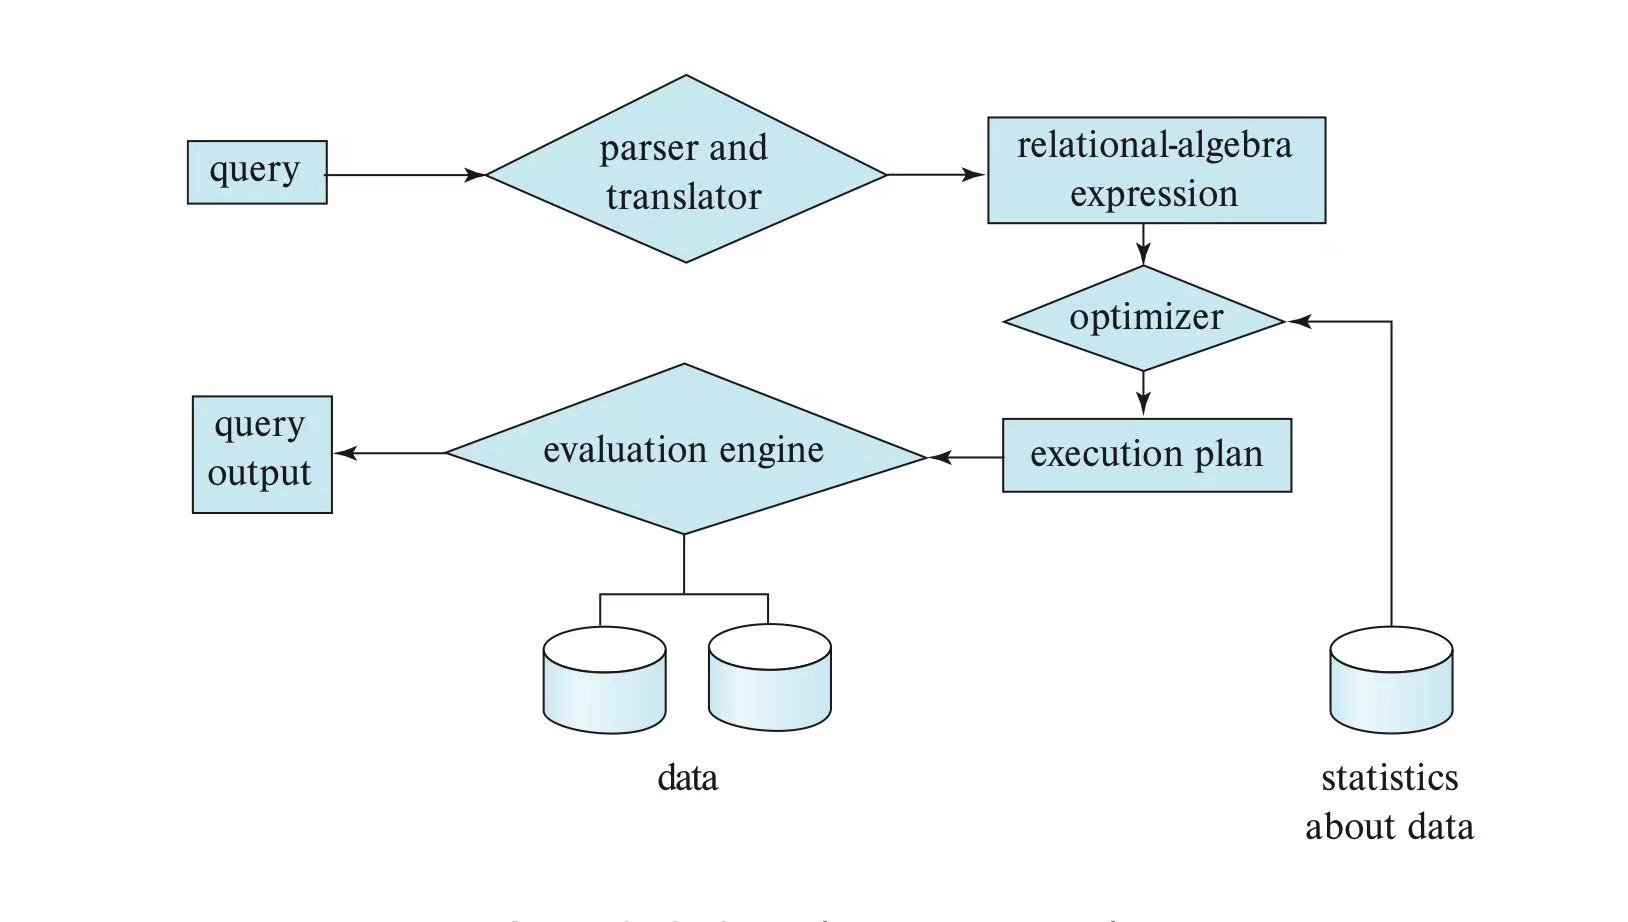 query
parser and
translator
relational-algebra
expression
optimizer
query
output
evaluation engine
execution plan
data
statistics
about data